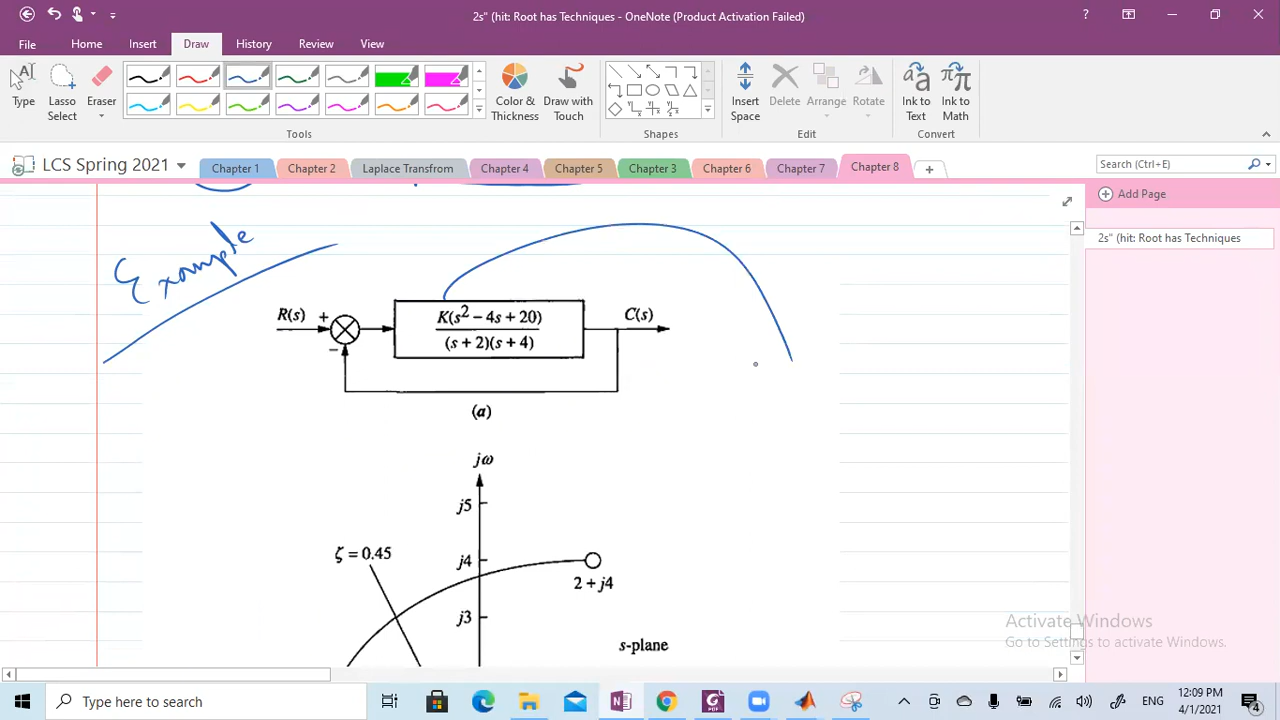 2s" (hit: Root has Techniques - OneNote (Product Activation Failed)
File Home Insert Draw History Review View
Type Lasso Select Eraser Color & Thickness Draw with Touch Insert Space Delete Arrange Rotate Ink to Text Ink to Math
Tools Shapes Edit Convert
LCS Spring 2021 Chapter 1 Chapter 2 Laplace Transfrom Chapter 4 Chapter 5 Chapter 3 Chapter 6 Chapter 7 Chapter 8 Search (Ctrl+E)
Add Page
2s" (hit: Root has Techniques
Example
R(s) + K(s² − 4s + 20) C(s)
− (s + 2)(s + 4)
(a)
jω
j5
ζ = 0.45
j4
2 + j4
j3
s-plane
Activate Windows
Go to Settings to activate Windows.
Type here to search
ENG
12:09 PM
4/1/2021
4